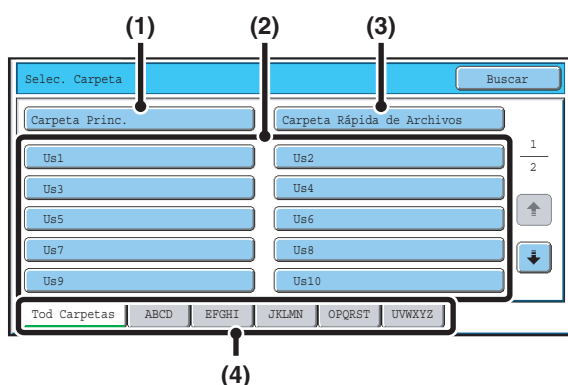 (1) (2) (3)
Selec. Carpeta Buscar
Carpeta Princ. Carpeta Rápida de Archivos
Us1 Us2
1
2
Us3 Us4
Us5 Us6
Us7 Us8
Us9 Us10
Tod Carpetas ABCD EFGHI JKLMN OPQRST UVWXYZ
(4)